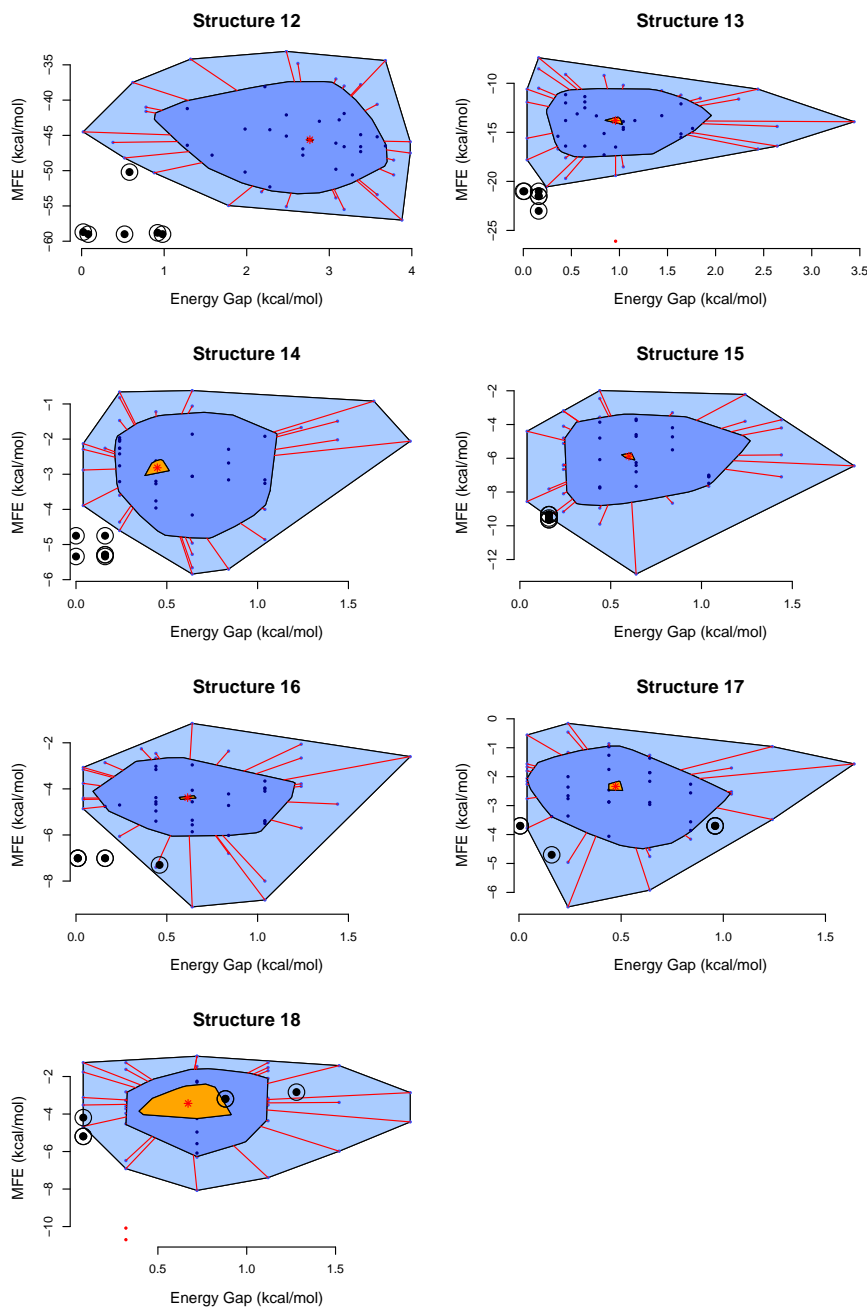 Structure 12
MFE (kcal/mol)
−35
−40
−45
−50
−55
−60
0 1 2 3 4
Energy Gap (kcal/mol)
Structure 13
MFE (kcal/mol)
−10
−15
−20
−25
0.0 0.5 1.0 1.5 2.0 2.5 3.0 3.5
Energy Gap (kcal/mol)
Structure 14
MFE (kcal/mol)
−1
−2
−3
−4
−5
−6
0.0 0.5 1.0 1.5
Energy Gap (kcal/mol)
Structure 15
MFE (kcal/mol)
−2
−4
−6
−8
−10
−12
0.0 0.5 1.0 1.5
Energy Gap (kcal/mol)
Structure 16
MFE (kcal/mol)
−2
−4
−6
−8
0.0 0.5 1.0 1.5
Energy Gap (kcal/mol)
Structure 17
MFE (kcal/mol)
0
−1
−2
−3
−4
−5
−6
0.0 0.5 1.0 1.5
Energy Gap (kcal/mol)
Structure 18
MFE (kcal/mol)
−2
−4
−6
−8
−10
0.5 1.0 1.5
Energy Gap (kcal/mol)